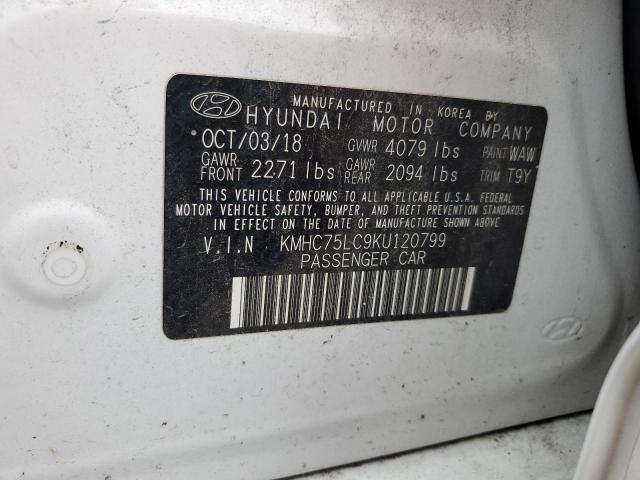 MANUFACTURED IN KOREA BY
HYUNDAI MOTOR COMPANY
OCT/03/18 GVWR 4079 lbs PAINT WAW
GAWR FRONT 2271 lbs GAWR REAR 2094 lbs TRIM T9Y
THIS VEHICLE CONFORMS TO ALL APPLICABLE U.S.A. FEDERAL
MOTOR VEHICLE SAFETY, BUMPER, AND THEFT PREVENTION STANDARDS
IN EFFECT ON THE DATE OF MANUFACTURE SHOWN ABOVE
V.I.N KMHC75LC9KU120799
PASSENGER CAR